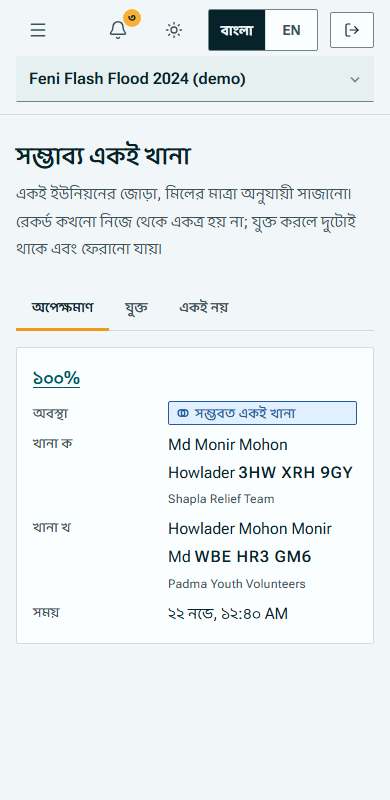 ৩
বাংলা EN
Feni Flash Flood 2024 (demo)
সম্ভাব্য একই খানা
একই ইউনিয়নের জোড়া, মিলের মাত্রা অনুযায়ী সাজানো।
রেকর্ড কখনো নিজে থেকে একত্র হয় না; যুক্ত করলে দুটোই
থাকে এবং ফেরানো যায়।
অপেক্ষমাণ যুক্ত একই নয়
১০০%
অবস্থা সম্ভবত একই খানা
খানা ক Md Monir Mohon
Howlader 3HW XRH 9GY
Shapla Relief Team
খানা খ Howlader Mohon Monir
Md WBE HR3 GM6
Padma Youth Volunteers
সময় ২২ নভে, ১২:৪০ AM